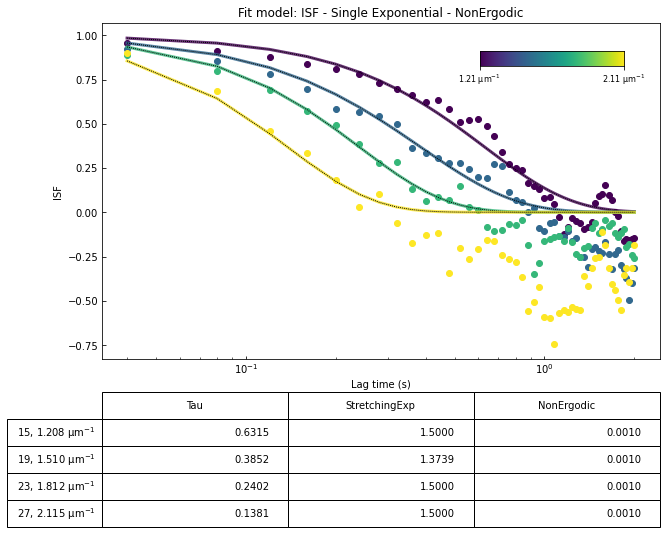 Fit model: ISF - Single Exponential - NonErgodic
1.00
0.75
0.50
0.25
0.00
−0.25
−0.50
−0.75
ISF
1.21 μm⁻¹ 2.11 μm⁻¹
10⁻¹ 10⁰
Lag time (s)
Tau StretchingExp NonErgodic
15, 1.208 μm⁻¹ 0.6315 1.5000 0.0010
19, 1.510 μm⁻¹ 0.3852 1.3739 0.0010
23, 1.812 μm⁻¹ 0.2402 1.5000 0.0010
27, 2.115 μm⁻¹ 0.1381 1.5000 0.0010